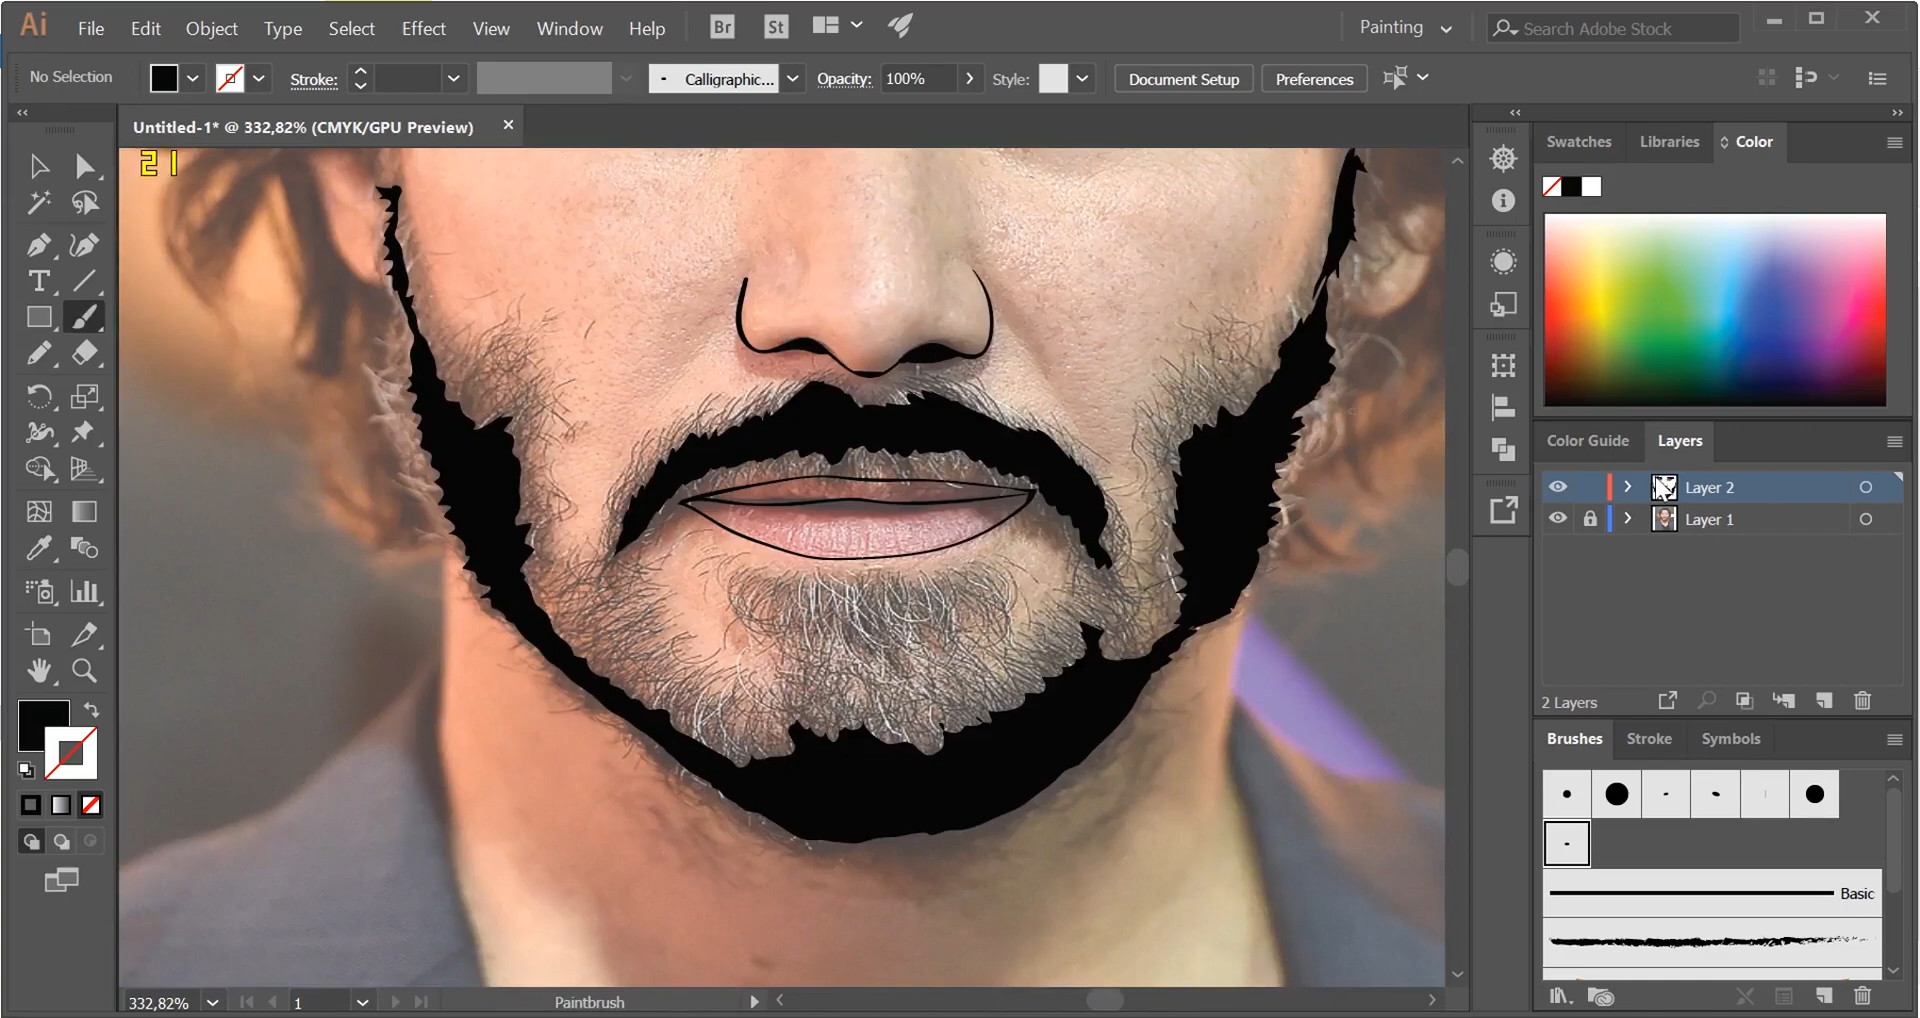 Ai File Edit Object Type Select Effect View Window Help Br St Painting Search Adobe Stock
No Selection Stroke: Calligraphic... Opacity: 100% Style: Document Setup Preferences
Untitled-1* @ 332,82% (CMYK/GPU Preview)
21
T
Swatches Libraries Color
Color Guide Layers
Layer 2
Layer 1
2 Layers
Brushes Stroke Symbols
Basic
332,82% 1 Paintbrush